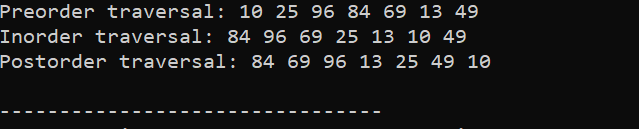 Preorder traversal: 10 25 96 84 69 13 49
Inorder traversal: 84 96 69 25 13 10 49
Postorder traversal: 84 69 96 13 25 49 10
--------------------------------